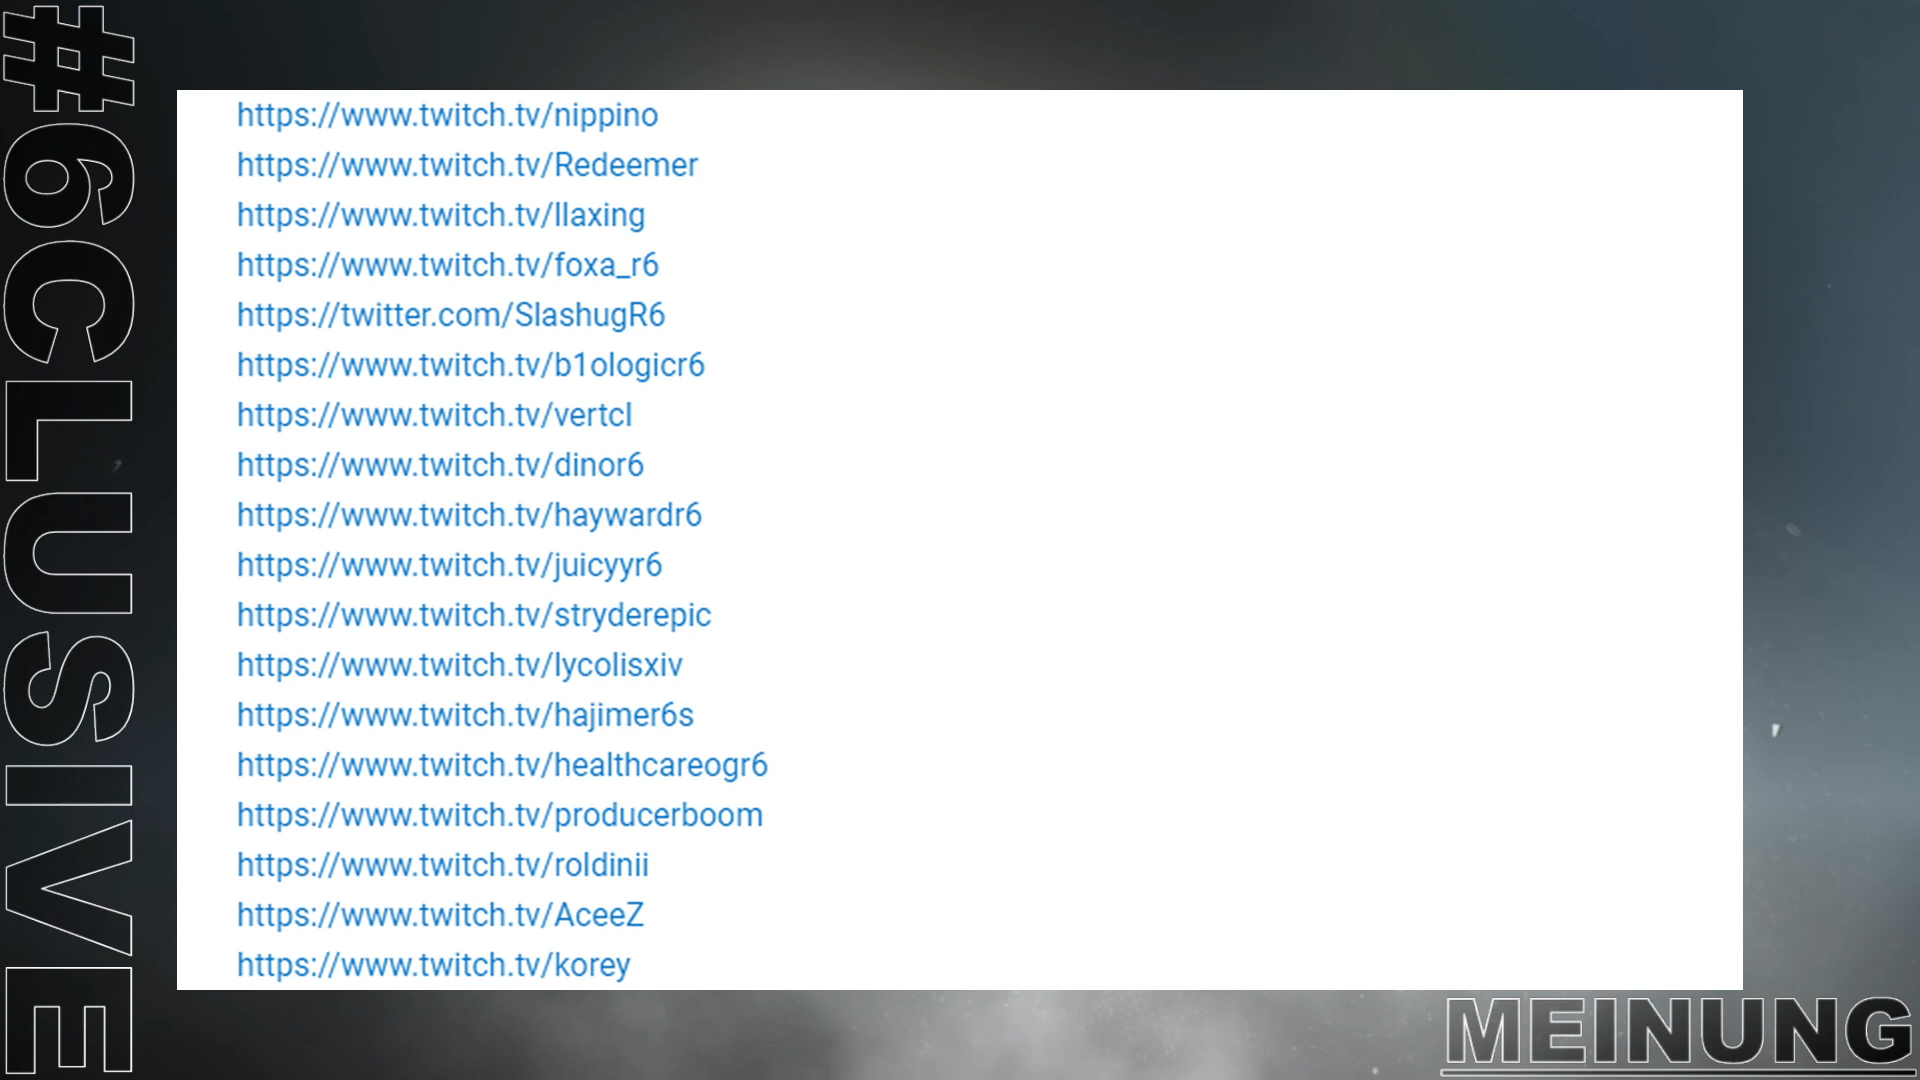 #6CLUSIVE
https://www.twitch.tv/nippino
https://www.twitch.tv/Redeemer
https://www.twitch.tv/llaxing
https://www.twitch.tv/foxa_r6
https://twitter.com/SlashugR6
https://www.twitch.tv/b1ologicr6
https://www.twitch.tv/vertcl
https://www.twitch.tv/dinor6
https://www.twitch.tv/haywardr6
https://www.twitch.tv/juicyyr6
https://www.twitch.tv/stryderepic
https://www.twitch.tv/lycolisxiv
https://www.twitch.tv/hajimer6s
https://www.twitch.tv/healthcareogr6
https://www.twitch.tv/producerboom
https://www.twitch.tv/roldinii
https://www.twitch.tv/AceeZ
https://www.twitch.tv/korey
MEINUNG